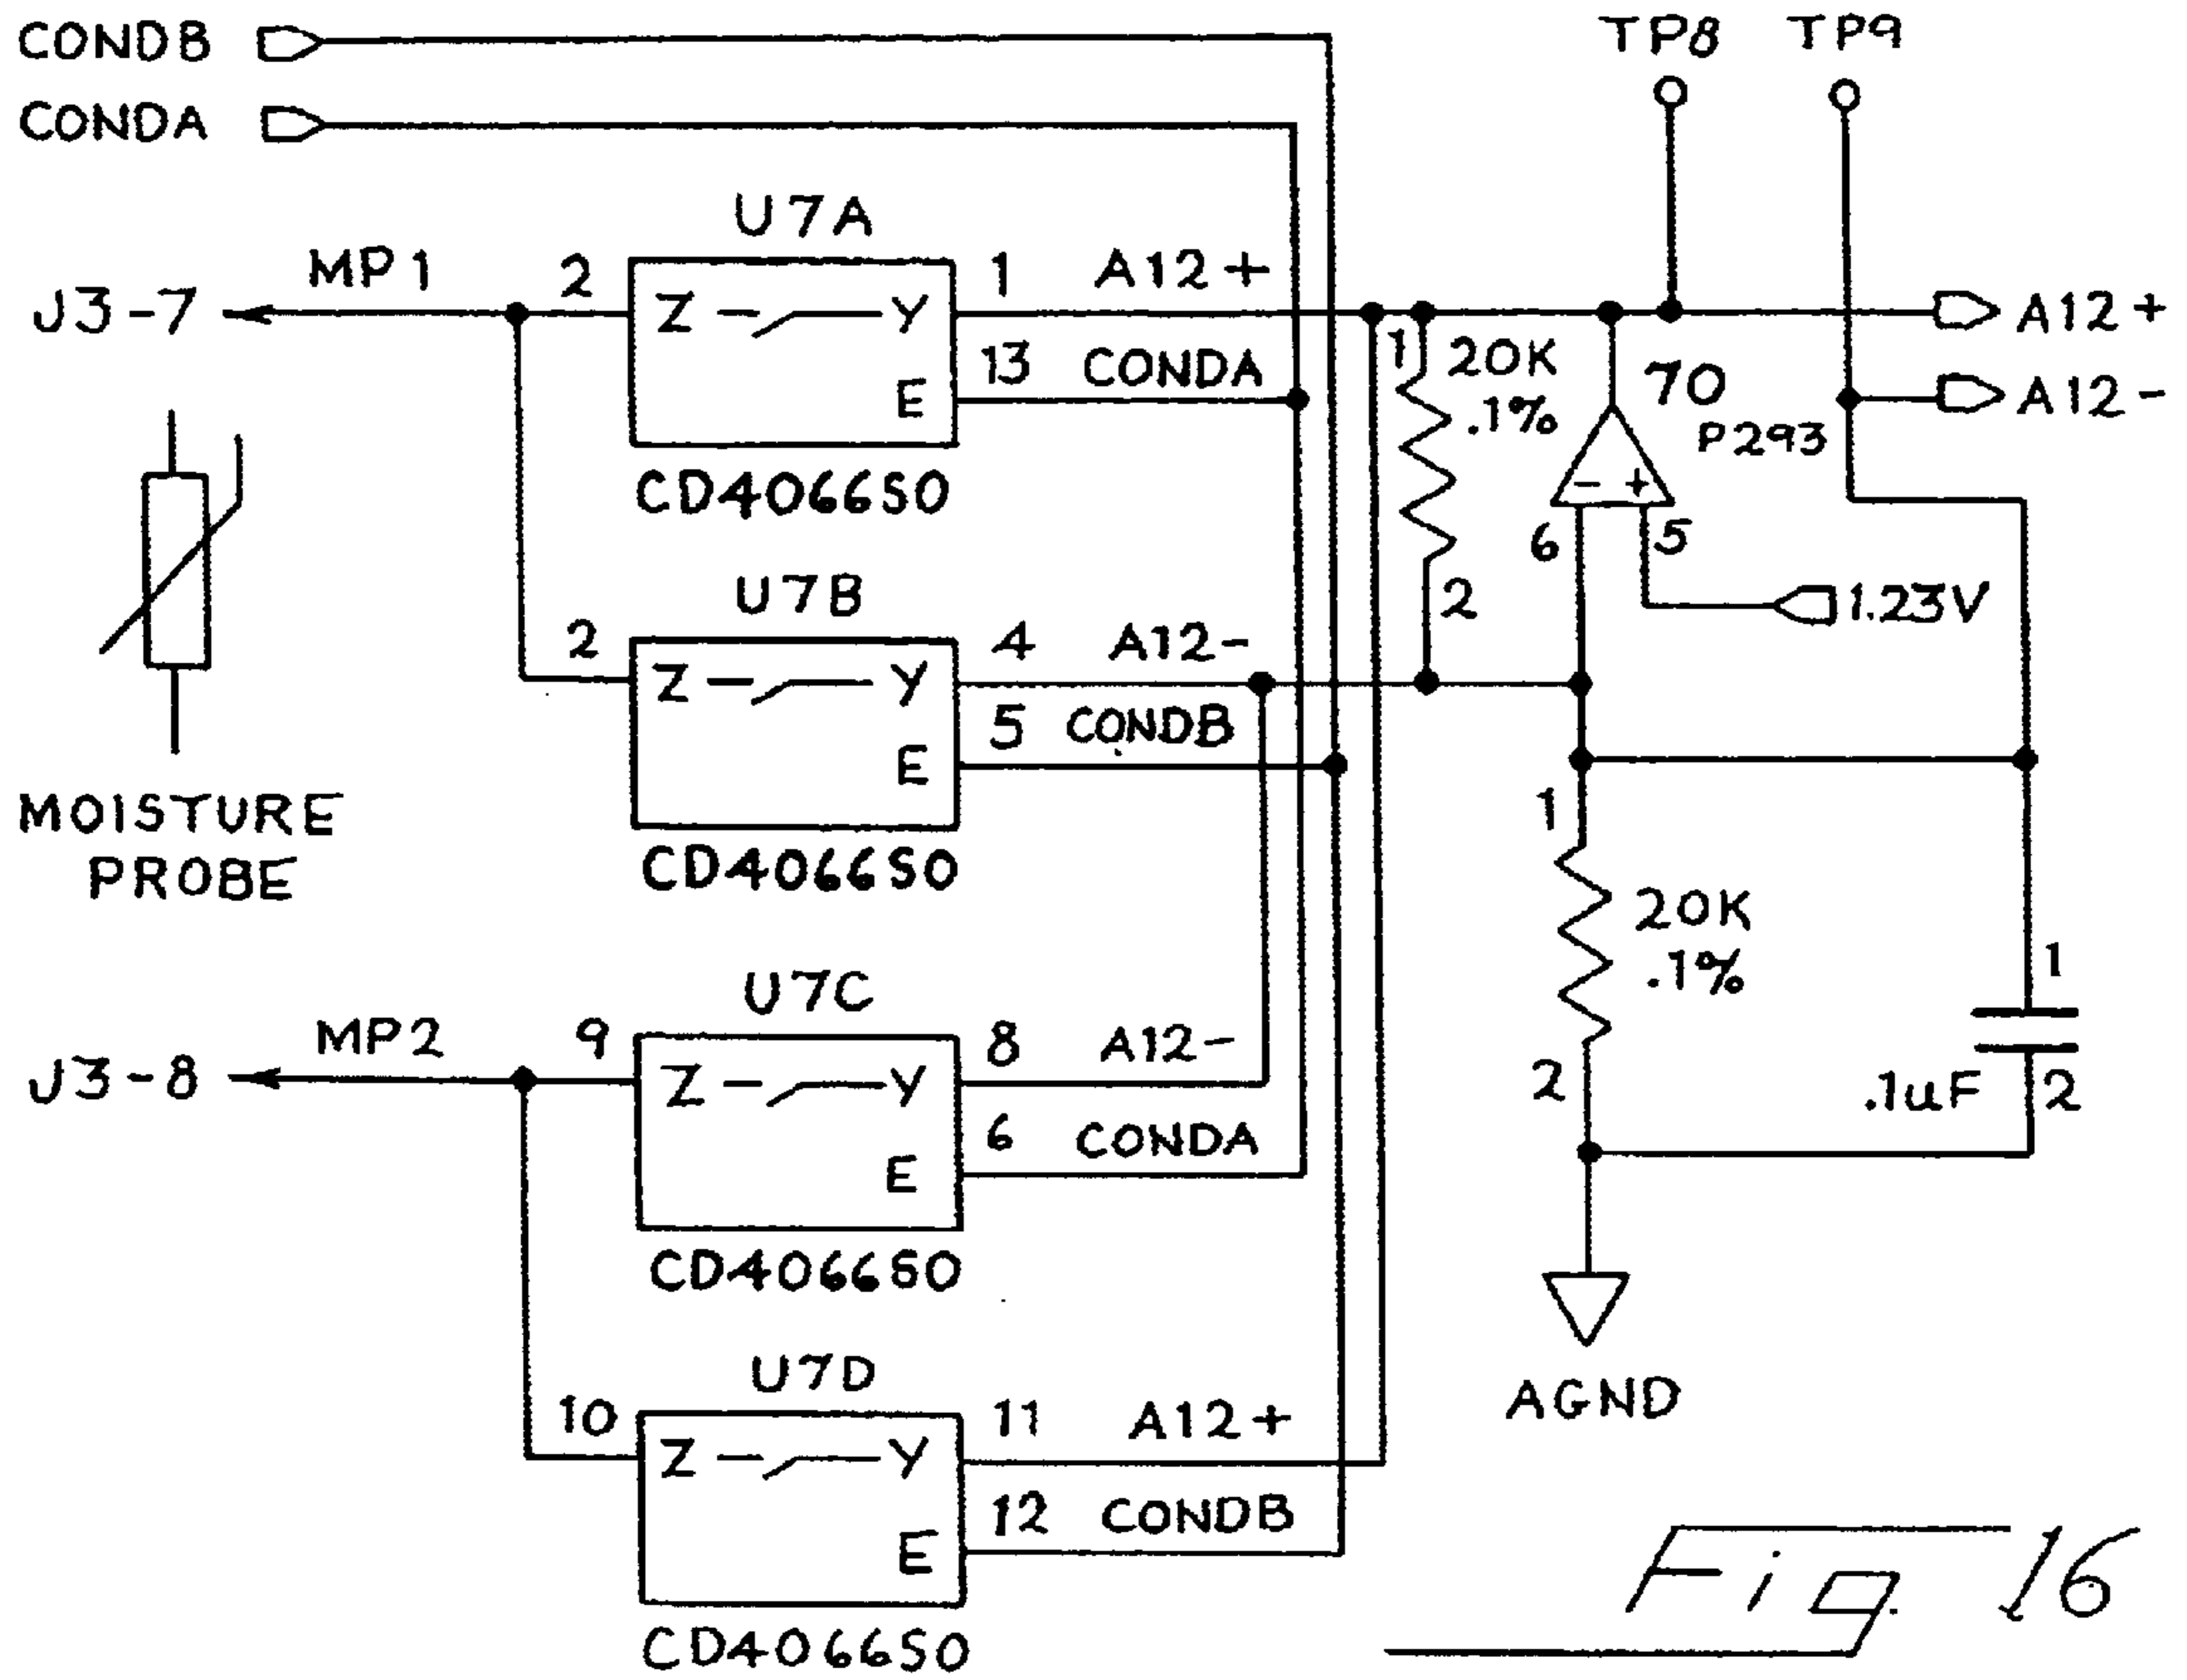 CONDB
CONDA
TP8 TP9
U7A
J3-7 MP1 2 Z Y 1 A12+
13 CONDA
E
CD4066SO
1 20K
.1%
2
70
P293
- +
6 5
1.23V
A12+
A12-
MOISTURE
PROBE
U7B
2 Z Y 4 A12-
5 CONDB
E
CD4066SO
1
20K
.1%
2
1
.1uF 2
AGND
U7C
J3-8 MP2 9 Z Y 8 A12-
6 CONDA
E
CD4066SO
U7D
10 Z Y 11 A12+
12 CONDB
E
CD4066SO
Fig. 16